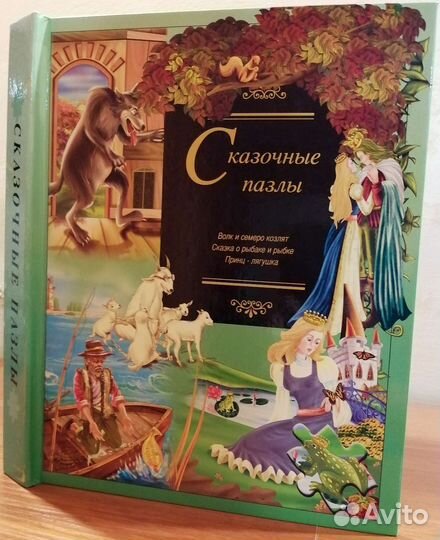 Сказочные
пазлы
Волк и семеро козлят
Сказка о рыбаке и рыбке
Принц - лягушка
СКАЗОЧНЫЕ ПАЗЛЫ
Avito